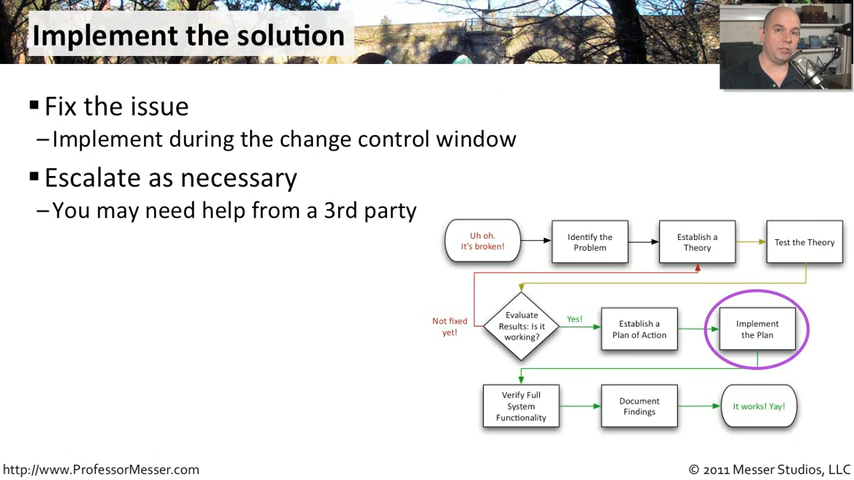 Implement the solution
▪Fix the issue
–Implement during the change control window
▪Escalate as necessary
–You may need help from a 3rd party
Uh oh.
It's broken!
Identify the
Problem
Establish a
Theory
Test the Theory
Not fixed
yet!
Evaluate
Results: Is it
working?
Yes!
Establish a
Plan of Action
Implement
the Plan
Verify Full
System
Functionality
Document
Findings
It works! Yay!
http://www.ProfessorMesser.com
© 2011 Messer Studios, LLC